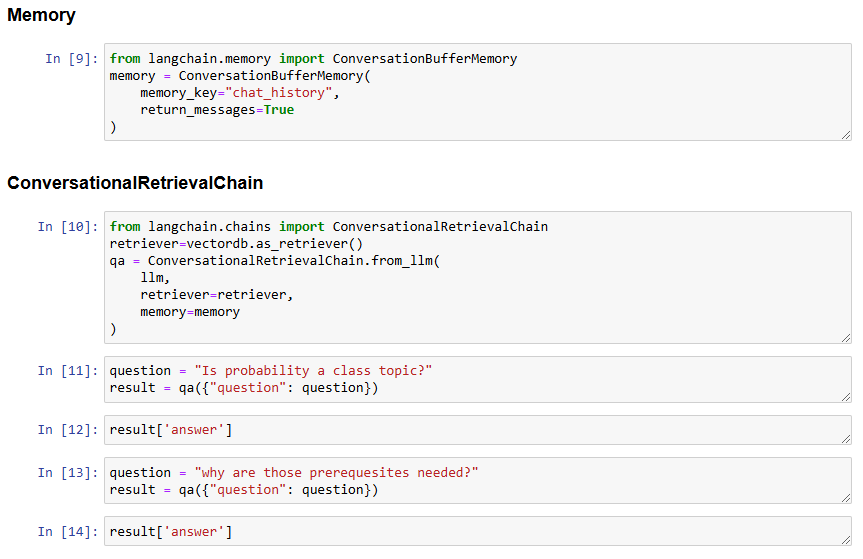 Memory
In [9]: from langchain.memory import ConversationBufferMemory
memory = ConversationBufferMemory(
    memory_key="chat_history",
    return_messages=True
)
ConversationalRetrievalChain
In [10]: from langchain.chains import ConversationalRetrievalChain
retriever=vectordb.as_retriever()
qa = ConversationalRetrievalChain.from_llm(
    llm,
    retriever=retriever,
    memory=memory
)
In [11]: question = "Is probability a class topic?"
result = qa({"question": question})
In [12]: result['answer']
In [13]: question = "why are those prerequesites needed?"
result = qa({"question": question})
In [14]: result['answer']